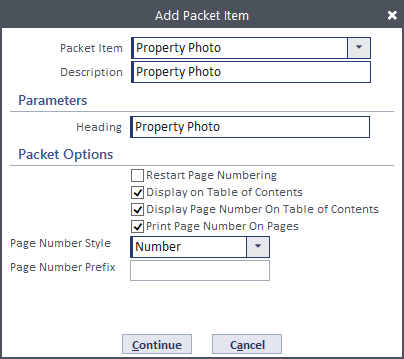 Add Packet Item
Packet Item Property Photo
Description Property Photo
Parameters
Heading Property Photo
Packet Options
Restart Page Numbering
Display on Table of Contents
Display Page Number On Table of Contents
Print Page Number On Pages
Page Number Style Number
Page Number Prefix
Continue Cancel